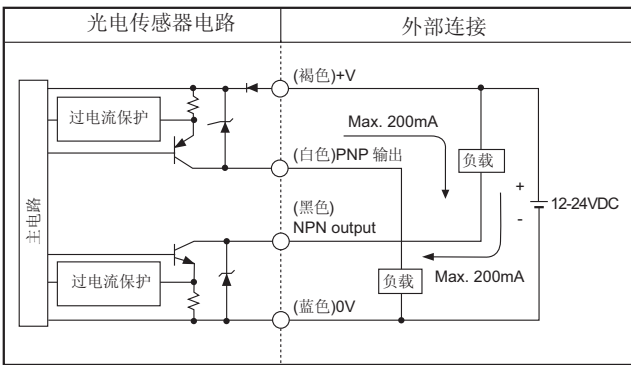 光电传感器电路
外部连接
(褐色)+V
过电流保护
Max. 200mA
(白色)PNP 输出
负载
+
-
12-24VDC
主电路
(黑色)
NPN output
过电流保护
负载
Max. 200mA
(蓝色)0V